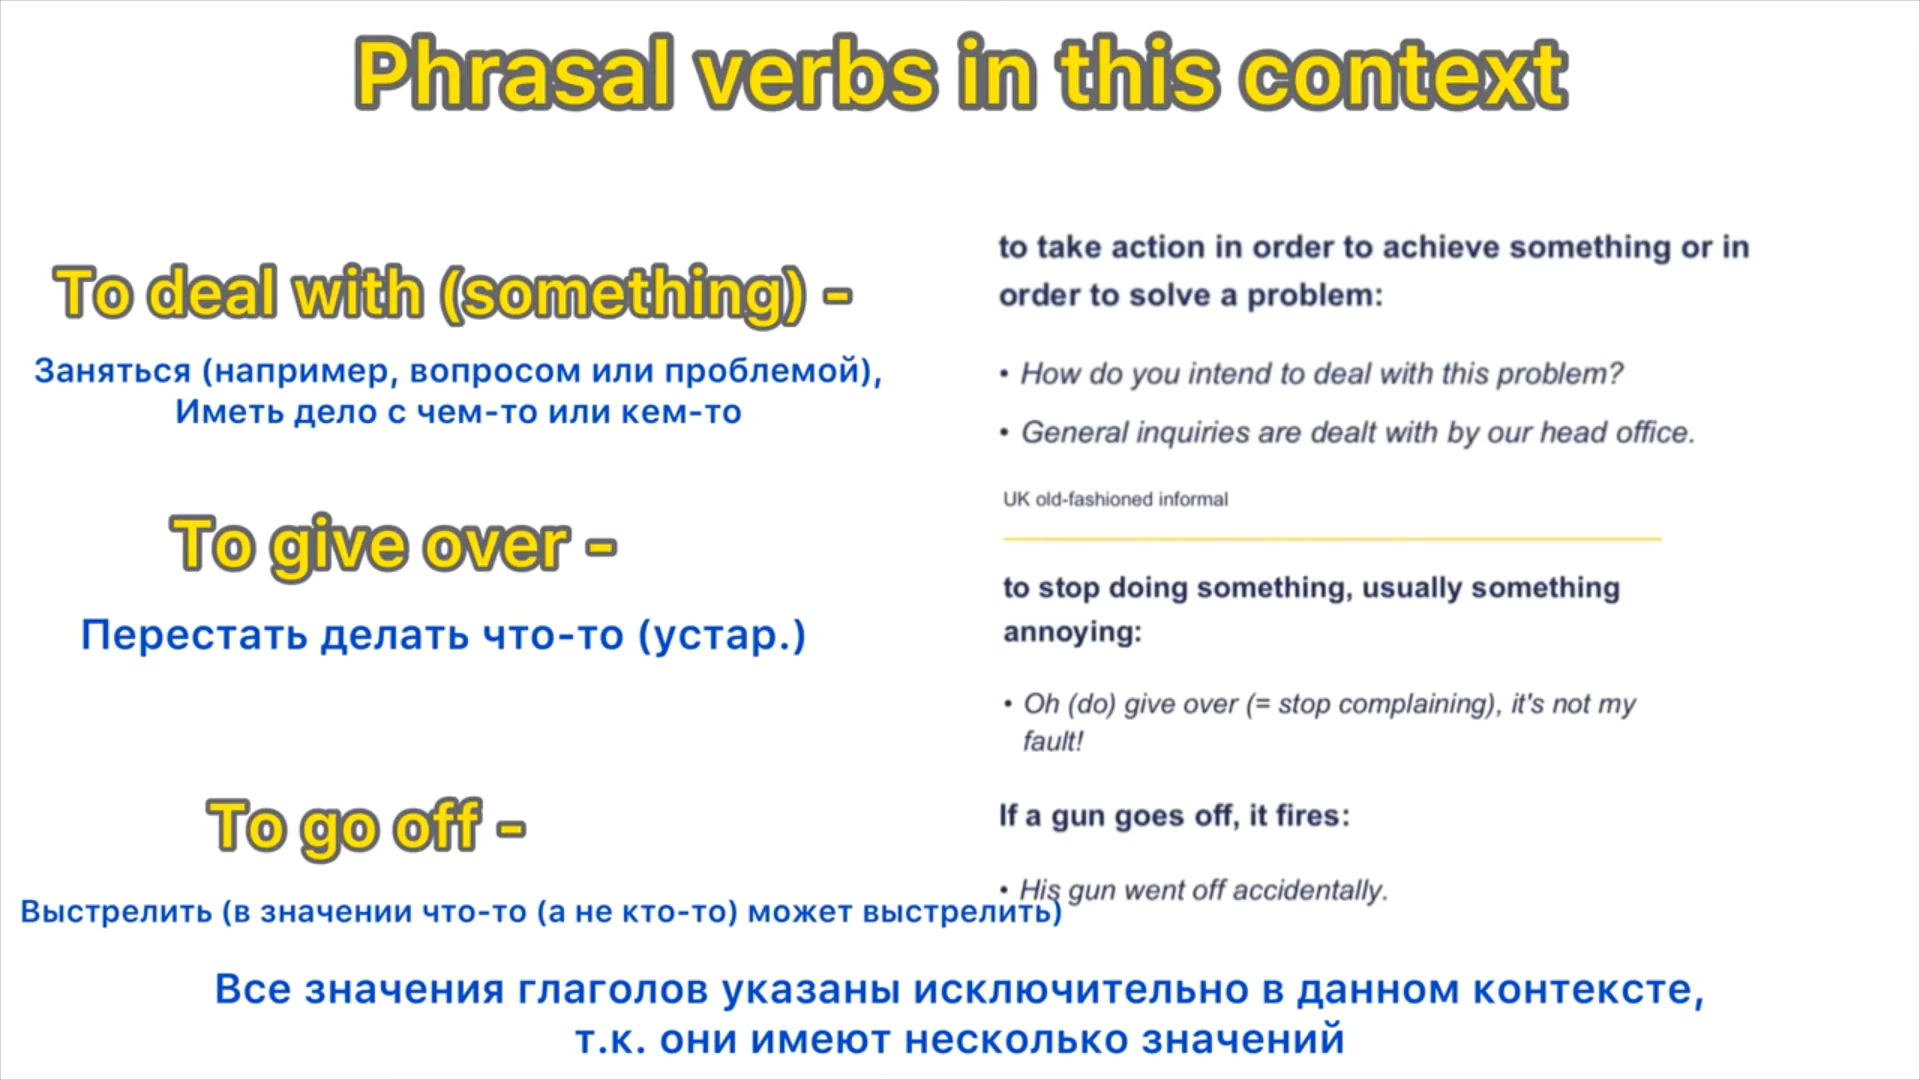 Phrasal verbs in this context
To deal with (something) -
Заняться (например, вопросом или проблемой),
Иметь дело с чем-то или кем-то
to take action in order to achieve something or in
order to solve a problem:
• How do you intend to deal with this problem?
• General inquiries are dealt with by our head office.
To give over -
Перестать делать что-то (устар.)
UK old-fashioned informal
to stop doing something, usually something
annoying:
• Oh (do) give over (= stop complaining), it's not my
fault!
To go off -
Выстрелить (в значении что-то (а не кто-то) может выстрелить)
If a gun goes off, it fires:
• His gun went off accidentally.
Все значения глаголов указаны исключительно в данном контексте,
т.к. они имеют несколько значений